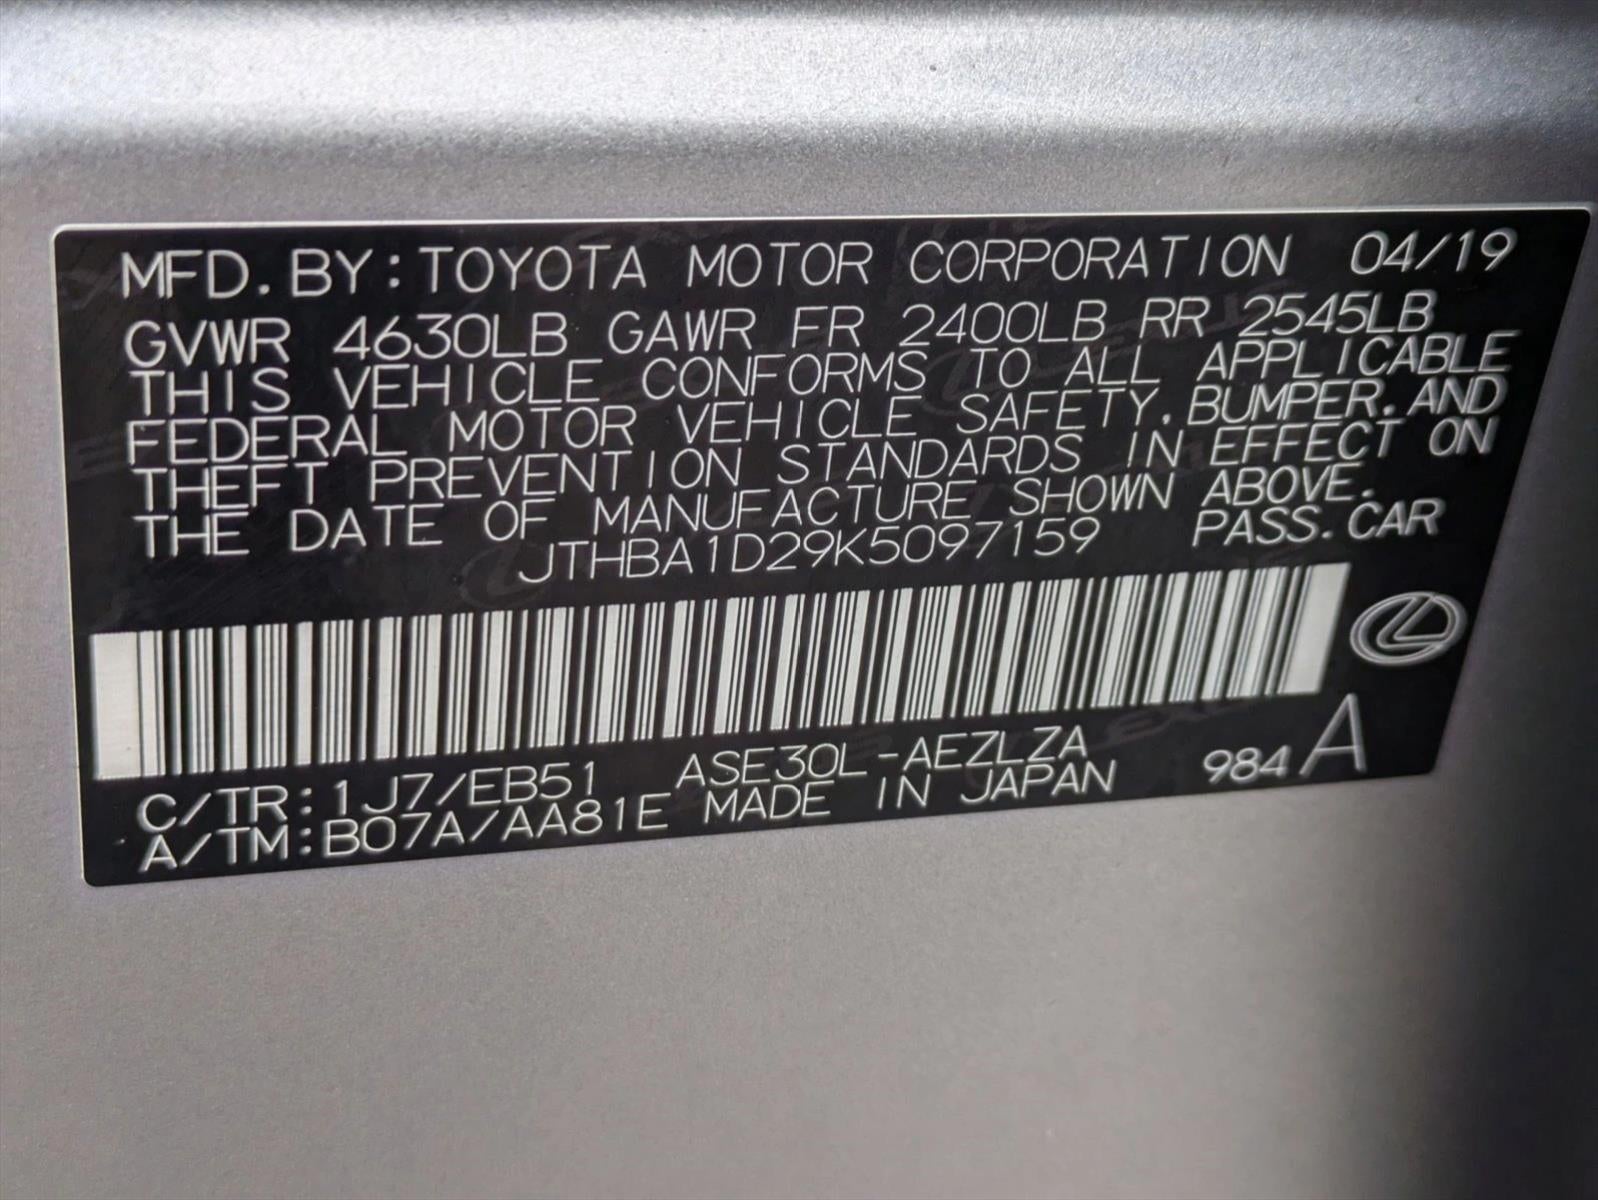 MFD. BY: TOYOTA MOTOR CORPORATION 04/19
GVWR 4630LB GAWR FR 2400LB RR 2545LB
THIS VEHICLE CONFORMS TO ALL APPLICABLE
FEDERAL MOTOR VEHICLE SAFETY, BUMPER, AND
THEFT PREVENTION STANDARDS IN EFFECT ON
THE DATE OF MANUFACTURE SHOWN ABOVE.
JTHBA1D29K5097159 PASS. CAR
C/TR: 1J7/EB51 ASE30L-AEZLZA 984 A
A/TM: B07A/AA81E MADE IN JAPAN